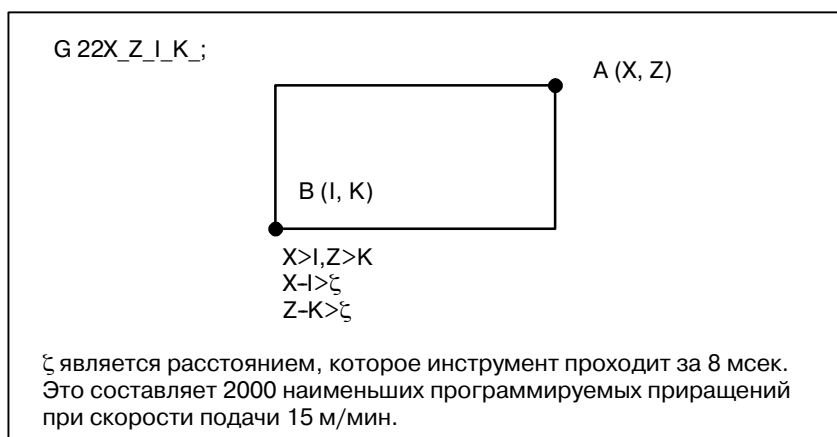 G 22X_Z_I_K_;
A (X, Z)
B (I, K)
X>I,Z>K
X-I>ζ
Z-K>ζ
ζ является расстоянием, которое инструмент проходит за 8 мсек.
Это составляет 2000 наименьших программируемых приращений
при скорости подачи 15 м/мин.